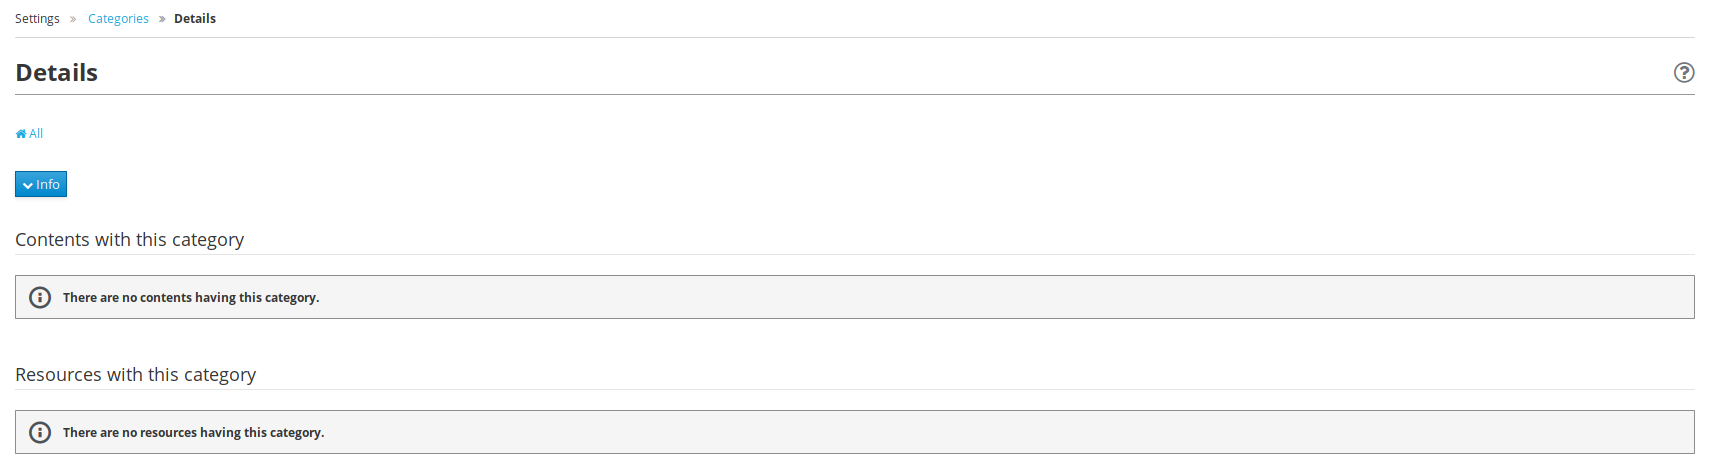 Settings » Categories » Details
Details
All
Info
Contents with this category
There are no contents having this category.
Resources with this category
There are no resources having this category.